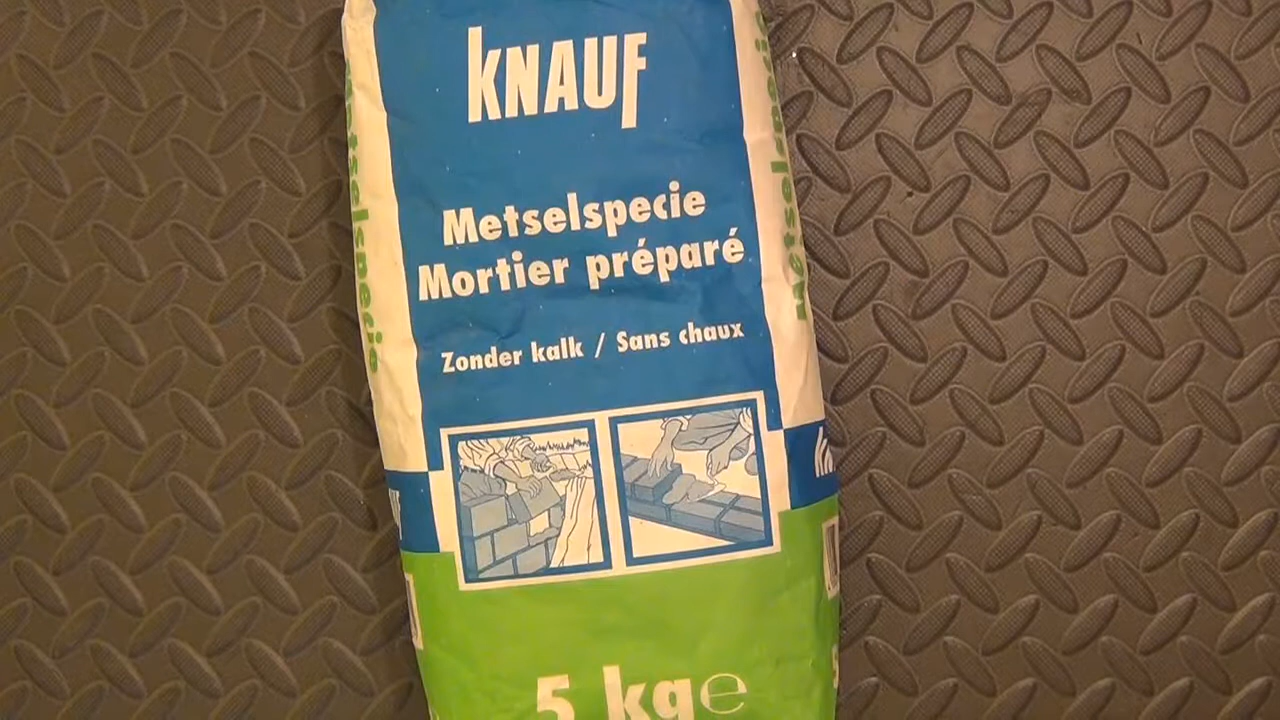 KNAUF
Metselspecie
Mortier préparé
Zonder kalk / Sans chaux
5 kg e